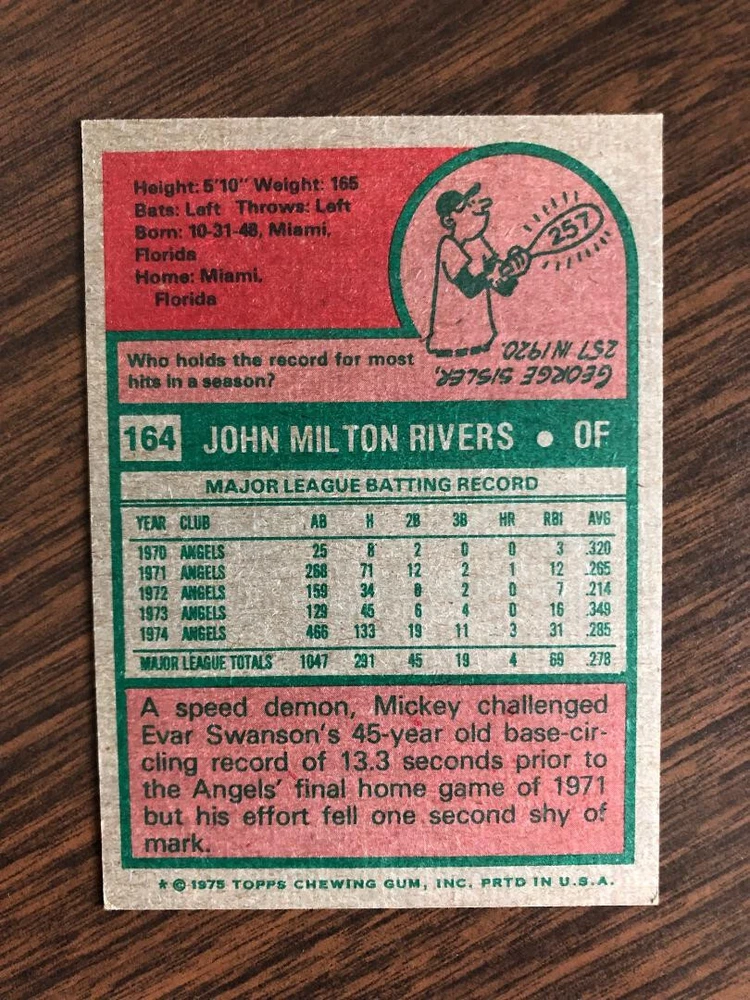 Height: 5'10" Weight: 165
Bats: Left Throws: Left
Born: 10-31-48, Miami,
Florida
Home: Miami,
Florida
257
Who holds the record for most
hits in a season?
GEORGE SISLER,
257 IN 1920.
164 JOHN MILTON RIVERS • OF
MAJOR LEAGUE BATTING RECORD
YEAR CLUB AB H 2B 3B HR RBI AVG
1970 ANGELS 25 8 2 0 0 3 .320
1971 ANGELS 268 71 12 2 1 12 .265
1972 ANGELS 159 34 6 2 0 7 .214
1973 ANGELS 129 45 6 4 0 16 .349
1974 ANGELS 466 133 19 11 3 31 .285
MAJOR LEAGUE TOTALS 1047 291 45 19 4 69 .278
A speed demon, Mickey challenged
Evar Swanson's 45-year old base-cir-
cling record of 13.3 seconds prior to
the Angels' final home game of 1971
but his effort fell one second shy of
mark.
★ © 1975 TOPPS CHEWING GUM, INC. PRTD IN U.S.A.